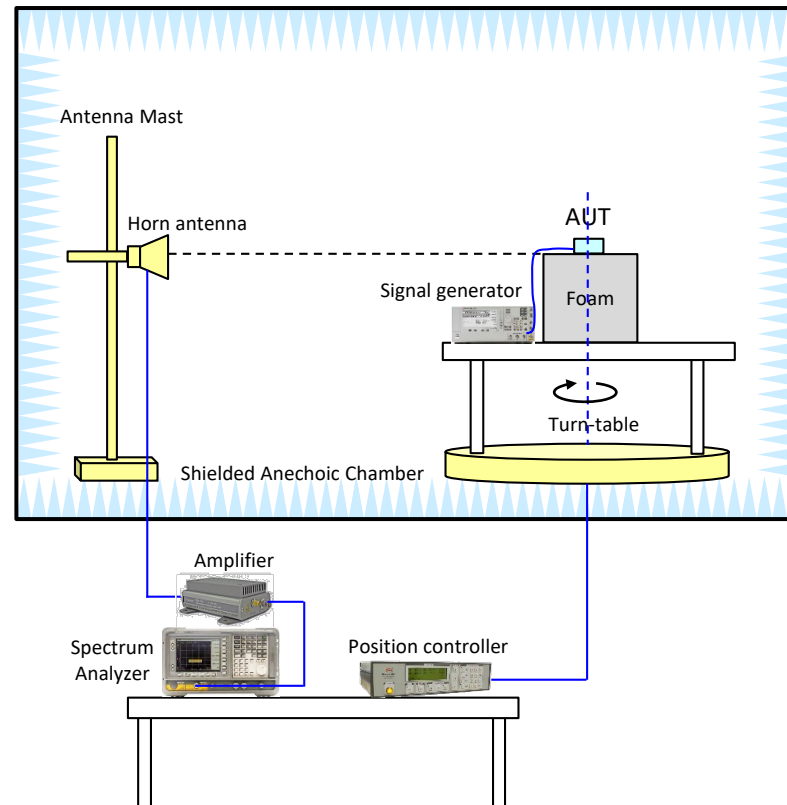 Antenna Mast
Horn antenna
AUT
Signal generator
Foam
Turn-table
Shielded Anechoic Chamber
Amplifier
Spectrum
Analyzer
Position controller